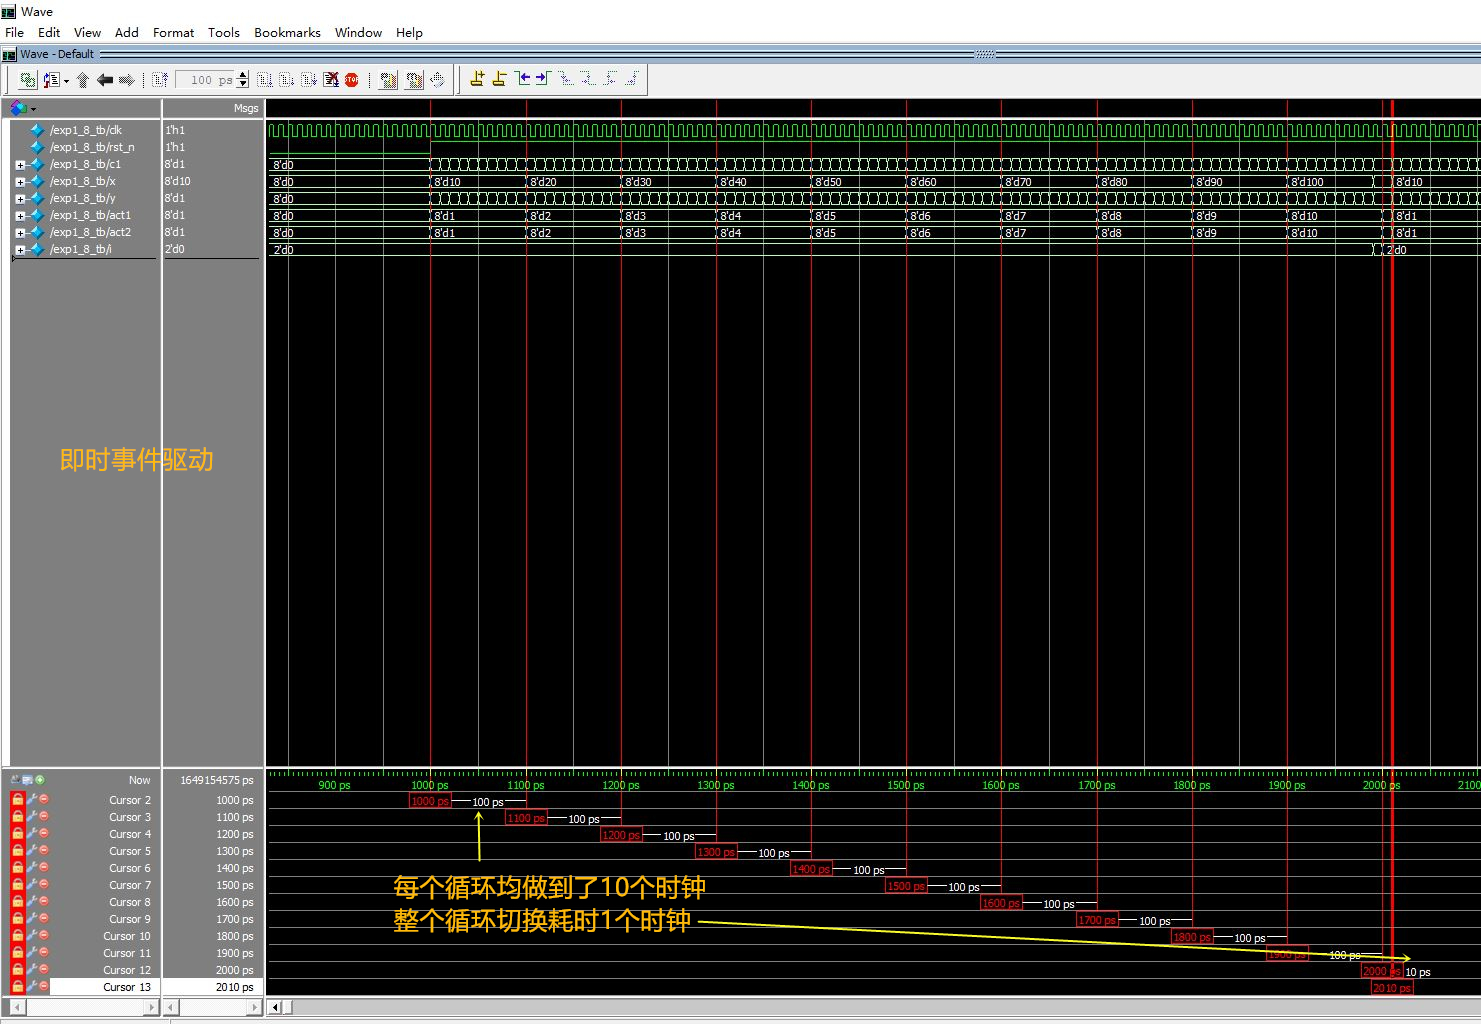 Wave
File Edit View Add Format Tools Bookmarks Window Help
Wave - Default
100 ps
STOP
Msgs
/exp1_8_tb/clk 1'h1
/exp1_8_tb/rst_n 1'h1
/exp1_8_tb/c1 8'd1 8'd0
/exp1_8_tb/x 8'd10 8'd0 8'd10 8'd20 8'd30 8'd40 8'd50 8'd60 8'd70 8'd80 8'd90 8'd100 8'd10
/exp1_8_tb/y 8'd1 8'd0
/exp1_8_tb/act1 8'd1 8'd0 8'd1 8'd2 8'd3 8'd4 8'd5 8'd6 8'd7 8'd8 8'd9 8'd10 8'd1
/exp1_8_tb/act2 8'd1 8'd0 8'd1 8'd2 8'd3 8'd4 8'd5 8'd6 8'd7 8'd8 8'd9 8'd10 8'd1
/exp1_8_tb/i 2'd0 2'd0 2'd0
即时事件驱动
Now 1649154575 ps 900 ps 1000 ps 1100 ps 1200 ps 1300 ps 1400 ps 1500 ps 1600 ps 1700 ps 1800 ps 1900 ps 2000 ps 2100
Cursor 2 1000 ps 1000 ps 100 ps
Cursor 3 1100 ps 1100 ps 100 ps
Cursor 4 1200 ps 1200 ps 100 ps
Cursor 5 1300 ps 1300 ps 100 ps
Cursor 6 1400 ps 1400 ps 100 ps
Cursor 7 1500 ps 1500 ps 100 ps
Cursor 8 1600 ps 1600 ps 100 ps
Cursor 9 1700 ps 1700 ps 100 ps
Cursor 10 1800 ps 1800 ps 100 ps
Cursor 11 1900 ps 1900 ps 100 ps
Cursor 12 2000 ps 2000 ps 10 ps
Cursor 13 2010 ps 2010 ps
每个循环均做到了10个时钟
整个循环切换耗时1个时钟